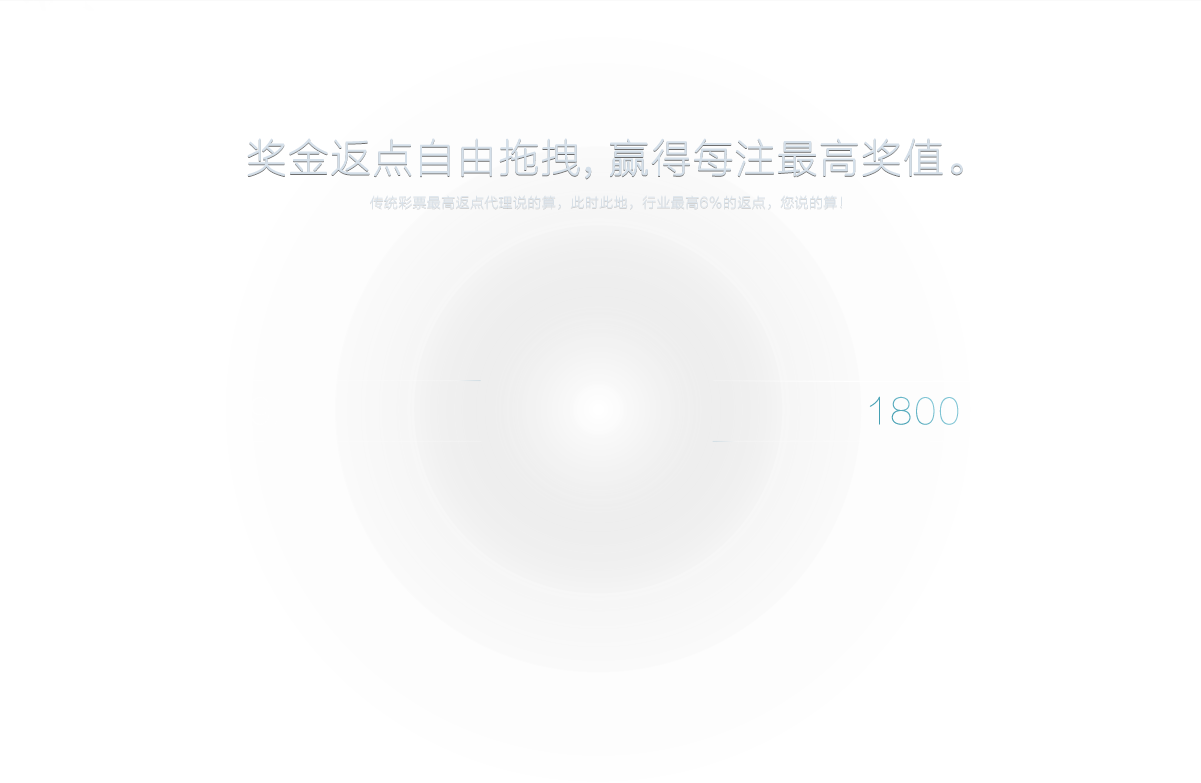 奖金返点自由拖拽，赢得每注最高奖值。
传统彩票最高返点代理说的算，此时此地，行业最高6%的返点，您说的算！
1800